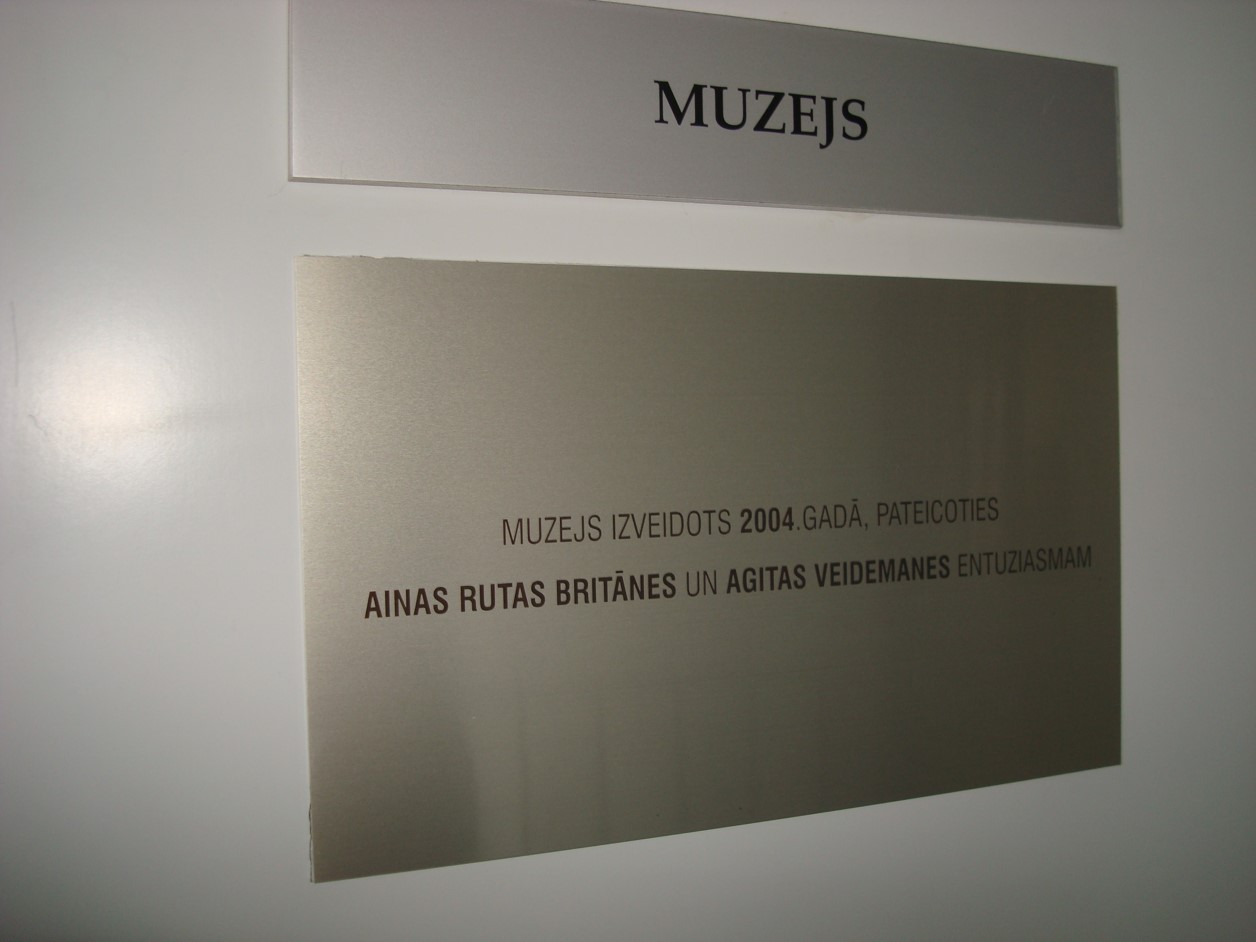 MUZEJS
MUZEJS IZVEIDOTS 2004.GADĀ, PATEICOTIES
AINAS RUTAS BRITĀNES UN AGITAS VEIDEMANES ENTUZIASMAM